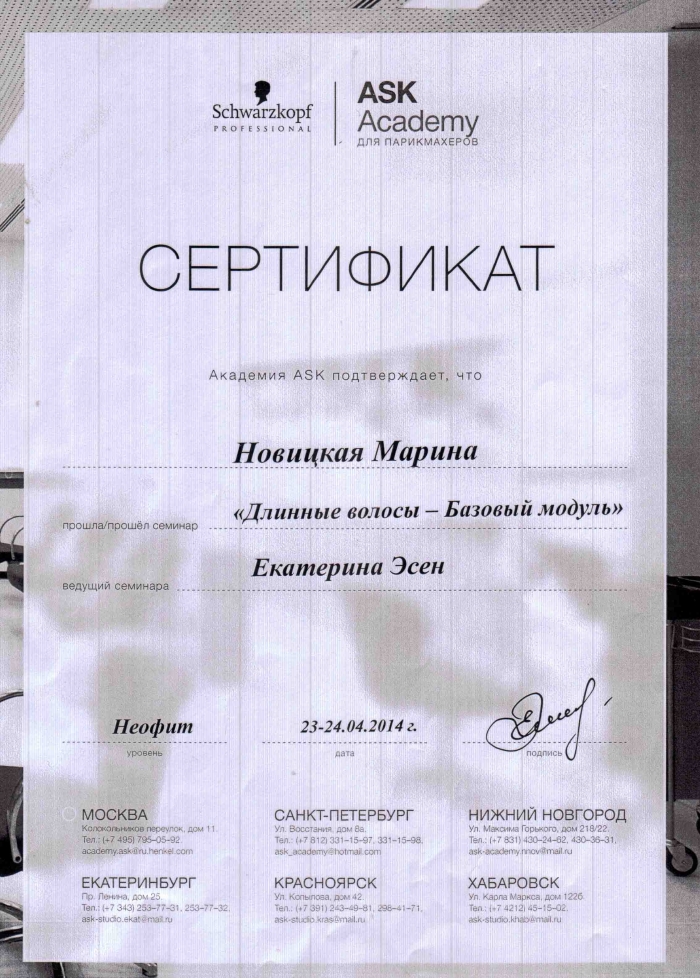 Schwarzkopf
PROFESSIONAL
ASK
Academy
ДЛЯ ПАРИКМАХЕРОВ
СЕРТИФИКАТ
Академия ASK подтверждает, что
Новицкая Марина
прошла/прошёл семинар «Длинные волосы – Базовый модуль»
ведущий семинара Екатерина Эсен
Неофит
уровень
23-24.04.2014 г.
дата
подпись
МОСКВА
Колокольников переулок, дом 11.
Тел.: (+7 495) 795–05–92.
academy.ask@ru.henkel.com
САНКТ-ПЕТЕРБУРГ
Ул. Восстания, дом 8а.
Тел.: (+7 812) 331–15–97, 331–15–98.
ask_academy@hotmail.com
НИЖНИЙ НОВГОРОД
Ул. Максима Горького, дом 218/22.
Тел.: (+7 831) 430–24–62, 430–36–31.
ask-academy.nnov@mail.ru
ЕКАТЕРИНБУРГ
Пр. Ленина, дом 25.
Тел.: (+7 343) 253–77–31, 253–77–32.
ask-studio.ekat@mail.ru
КРАСНОЯРСК
Ул. Копылова, дом 42.
Тел.: (+7 391) 243–49–81, 298–41–71.
ask-studio.kras@mail.ru
ХАБАРОВСК
Ул. Карла Маркса, дом 122б.
Тел.: (+7 4212) 45–15–02.
ask-studio.khab@mail.ru